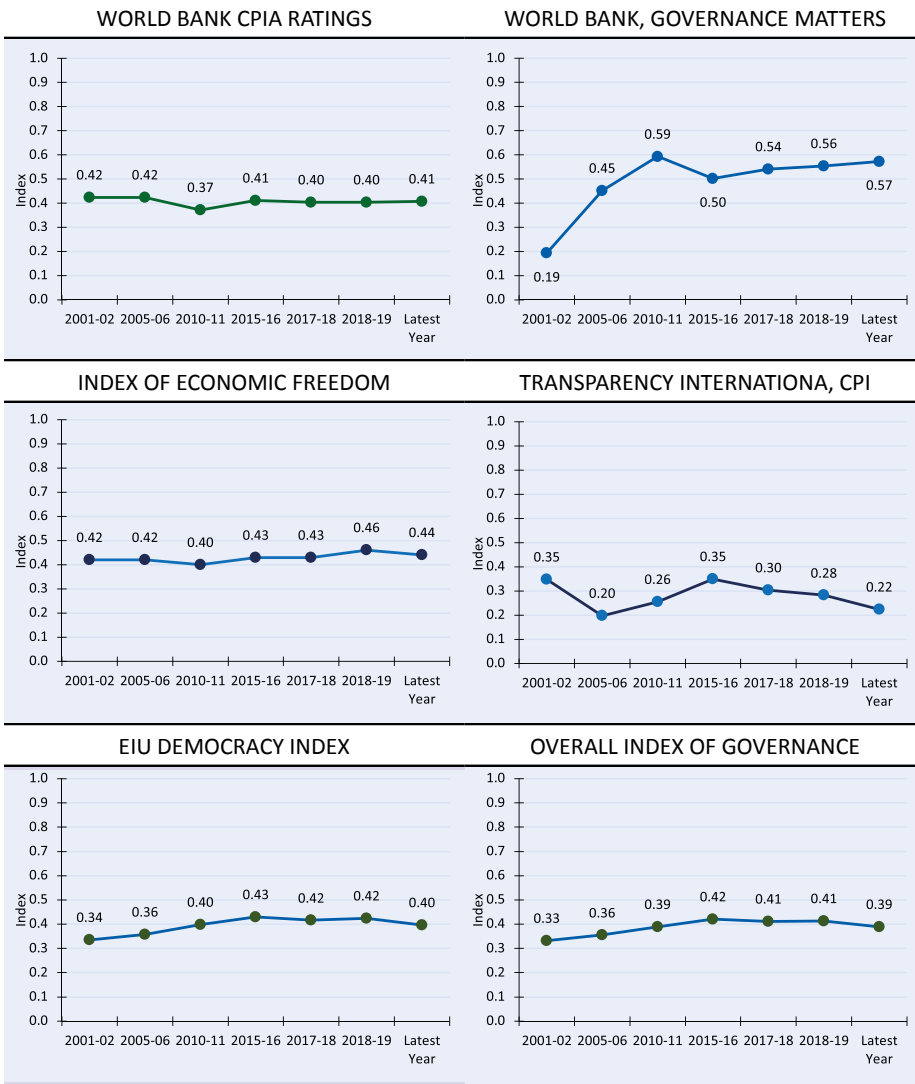 WORLD BANK CPIA RATINGS
1.0
0.9
0.8
0.7
0.6
0.5
0.4
0.3
0.2
0.1
0.0
Index
0.42 0.42 0.37 0.41 0.40 0.40 0.41
2001-02 2005-06 2010-11 2015-16 2017-18 2018-19 Latest
Year
WORLD BANK, GOVERNANCE MATTERS
1.0
0.9
0.8
0.7
0.6
0.5
0.4
0.3
0.2
0.1
0.0
Index
0.19 0.45 0.59 0.50 0.54 0.56 0.57
2001-02 2005-06 2010-11 2015-16 2017-18 2018-19 Latest
Year
INDEX OF ECONOMIC FREEDOM
1.0
0.9
0.8
0.7
0.6
0.5
0.4
0.3
0.2
0.1
0.0
Index
0.42 0.42 0.40 0.43 0.43 0.46 0.44
2001-02 2005-06 2010-11 2015-16 2017-18 2018-19 Latest
Year
TRANSPARENCY INTERNATIONA, CPI
1.0
0.9
0.8
0.7
0.6
0.5
0.4
0.3
0.2
0.1
0.0
Index
0.35 0.20 0.26 0.35 0.30 0.28 0.22
2001-02 2005-06 2010-11 2015-16 2017-18 2018-19 Latest
Year
EIU DEMOCRACY INDEX
1.0
0.9
0.8
0.7
0.6
0.5
0.4
0.3
0.2
0.1
0.0
Index
0.34 0.36 0.40 0.43 0.42 0.42 0.40
2001-02 2005-06 2010-11 2015-16 2017-18 2018-19 Latest
Year
OVERALL INDEX OF GOVERNANCE
1.0
0.9
0.8
0.7
0.6
0.5
0.4
0.3
0.2
0.1
0.0
Index
0.33 0.36 0.39 0.42 0.41 0.41 0.39
2001-02 2005-06 2010-11 2015-16 2017-18 2018-19 Latest
Year